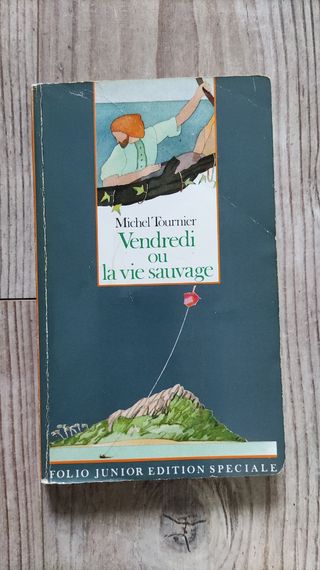 Michel Tournier
Vendredi
ou
la vie sauvage
FOLIO JUNIOR EDITION SPECIALE